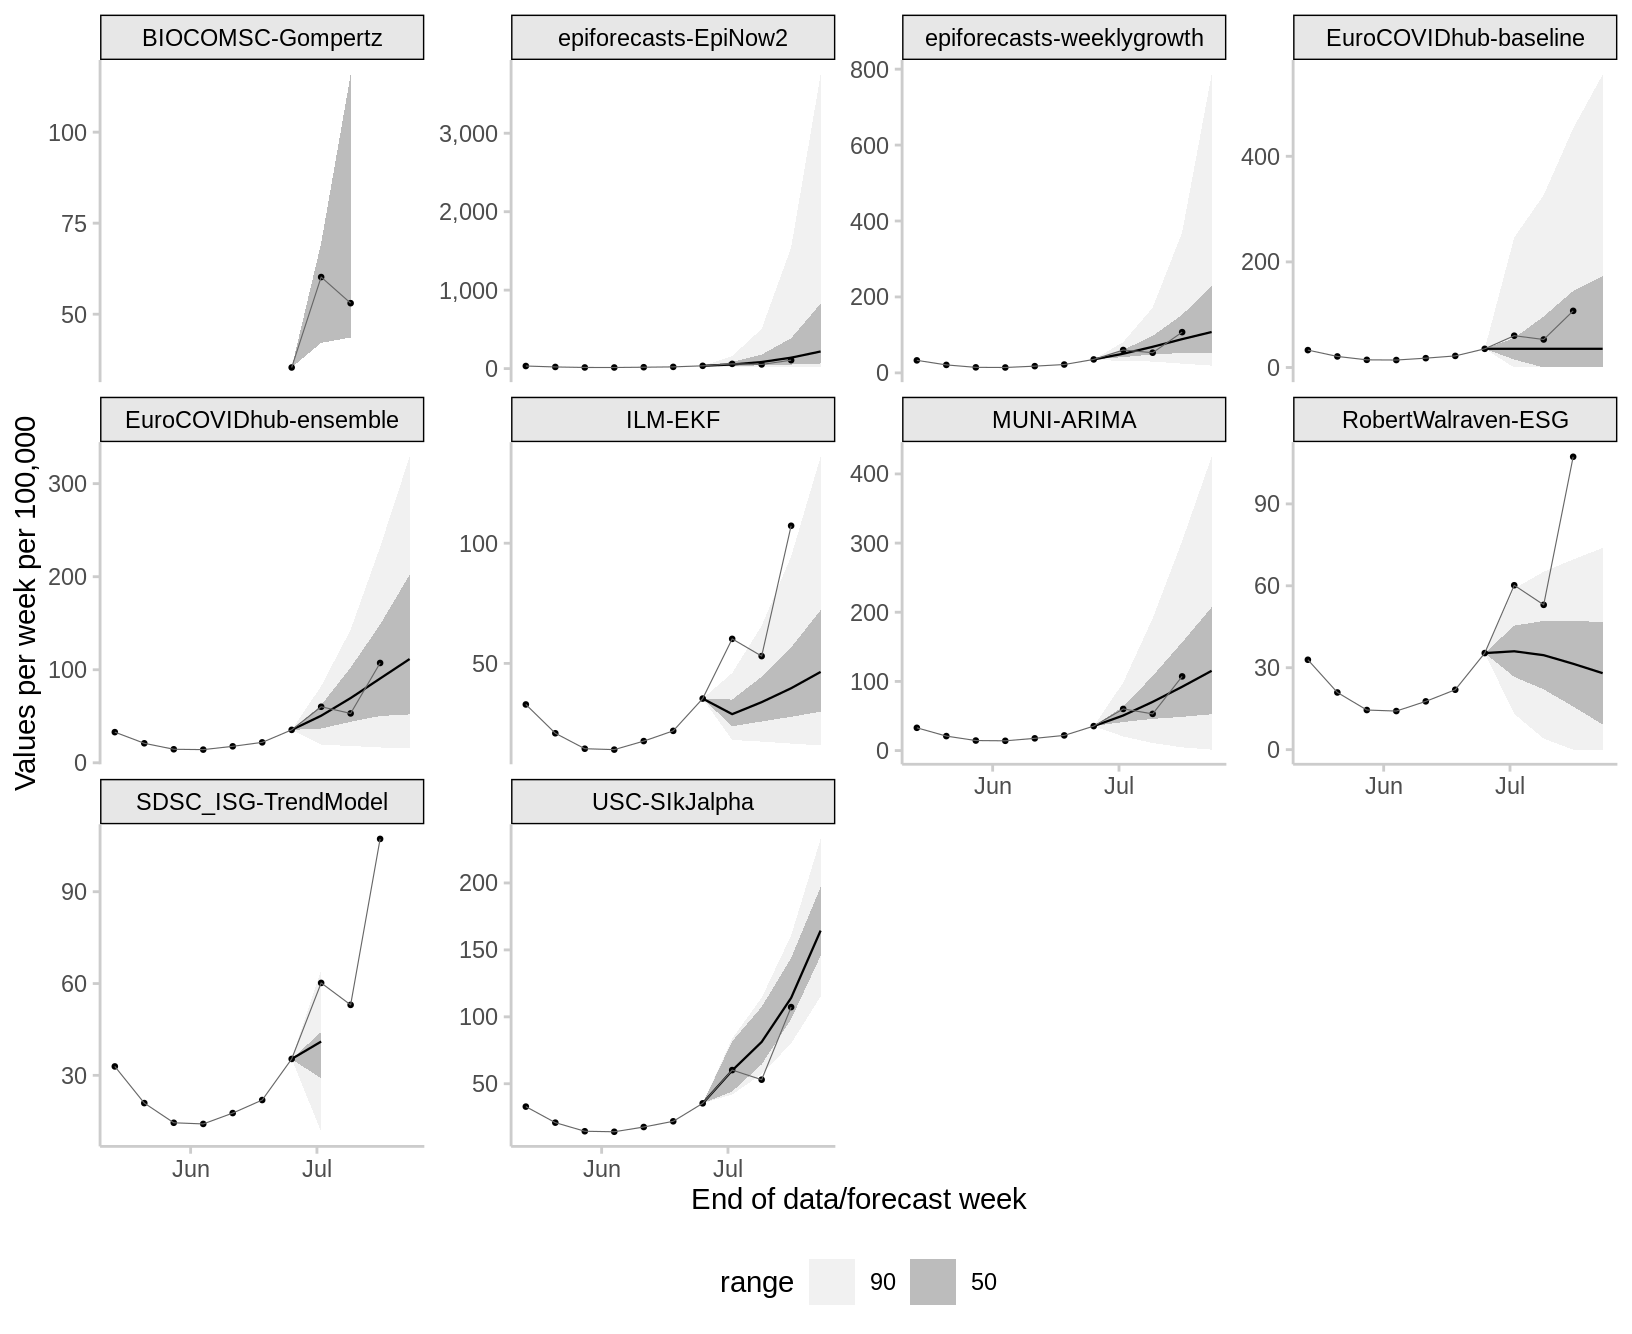 BIOCOMSC-Gompertz
epiforecasts-EpiNow2
epiforecasts-weeklygrowth
EuroCOVIDhub-baseline
100
75
50
3,000
2,000
1,000
0
800
600
400
200
0
400
200
0
Values per week per 100,000
EuroCOVIDhub-ensemble
ILM-EKF
MUNI-ARIMA
RobertWalraven-ESG
300
200
100
0
100
50
400
300
200
100
0
90
60
30
0
Jun Jul
Jun Jul
SDSC_ISG-TrendModel
USC-SIkJalpha
90
60
30
200
150
100
50
Jun Jul
Jun Jul
End of data/forecast week
range 90 50